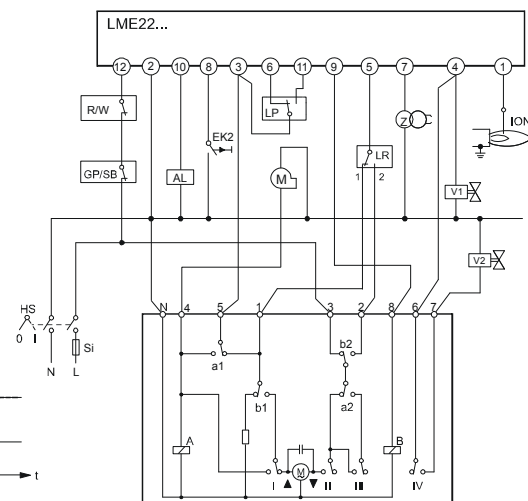 LME22...
12 2 10 8 3 6 11 9 5 7 4 1
R/W
GP/SB
AL
EK2
LP
M
LR
1 2
Z
ION
V1
V2
HS
0 I
Si
N L
N 4 5 1 3 2 8 6 7
a1
b1
b2
a2
A
B
I M II III IV
t